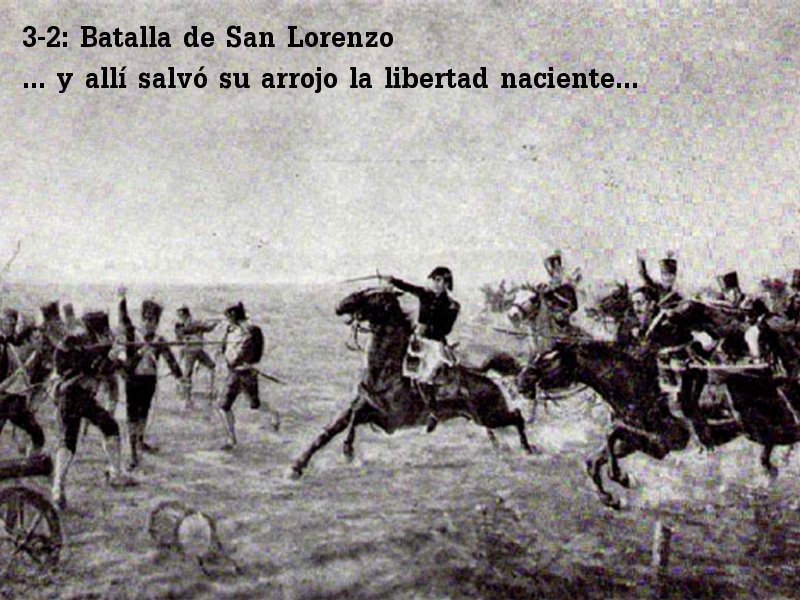 3-2: Batalla de San Lorenzo
... y allí salvó su arrojo la libertad naciente...